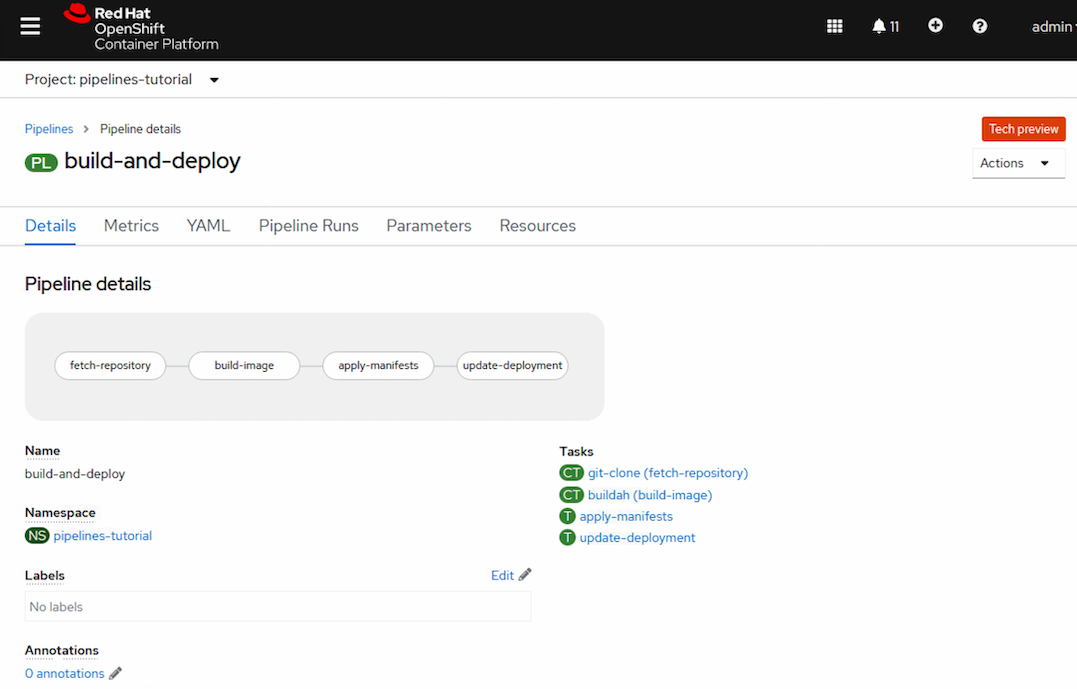 Red Hat
OpenShift
Container Platform
11
admin
Project: pipelines-tutorial
Pipelines Pipeline details
Tech preview
PL build-and-deploy
Actions
Details Metrics YAML Pipeline Runs Parameters Resources
Pipeline details
fetch-repository build-image apply-manifests update-deployment
Name
build-and-deploy
Namespace
NS pipelines-tutorial
Labels Edit
No labels
Annotations
0 annotations
Tasks
CT git-clone (fetch-repository)
CT buildah (build-image)
T apply-manifests
T update-deployment